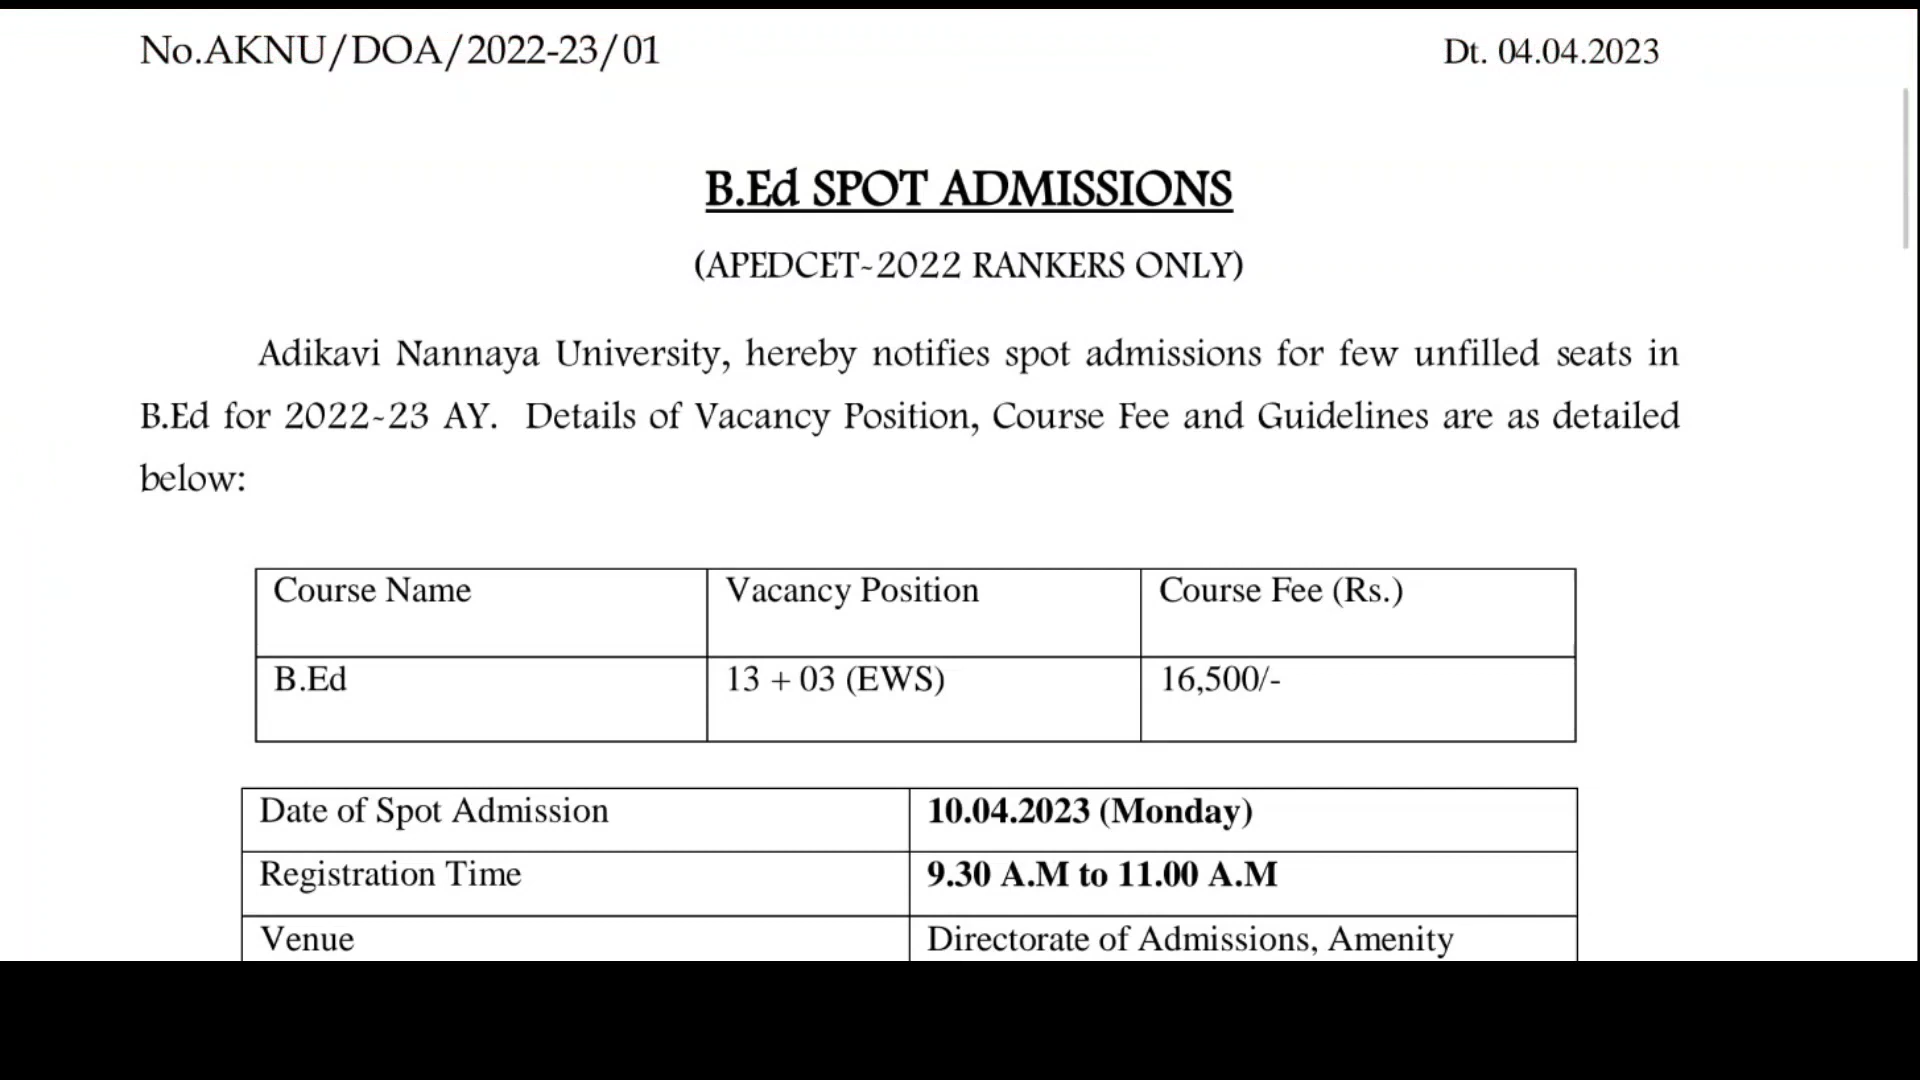 No.AKNU/DOA/2022-23/01 Dt. 04.04.2023
B.Ed SPOT ADMISSIONS
(APEDCET-2022 RANKERS ONLY)
Adikavi Nannaya University, hereby notifies spot admissions for few unfilled seats in
B.Ed for 2022-23 AY. Details of Vacancy Position, Course Fee and Guidelines are as detailed
below:
Course Name Vacancy Position Course Fee (Rs.)
B.Ed 13 + 03 (EWS) 16,500/-
Date of Spot Admission 10.04.2023 (Monday)
Registration Time 9.30 A.M to 11.00 A.M
Venue Directorate of Admissions, Amenity